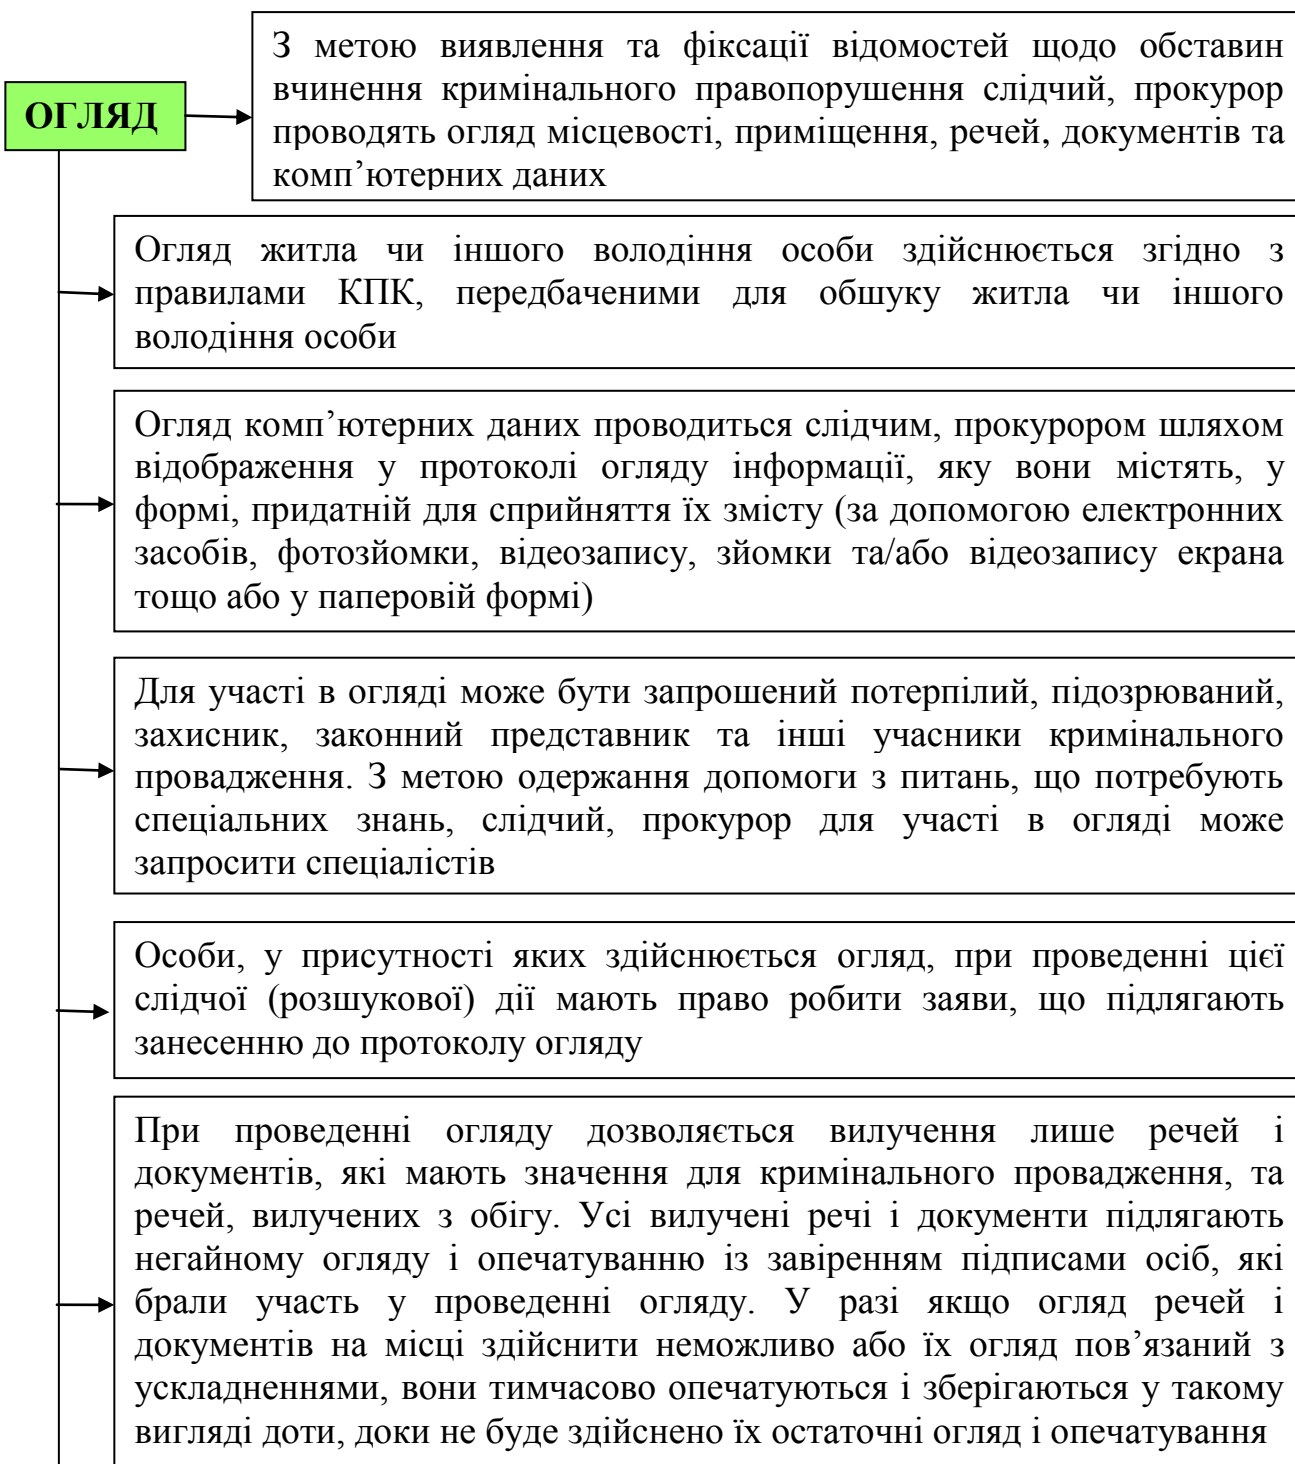 З метою виявлення та фіксації відомостей щодо обставин
вчинення кримінального правопорушення слідчий, прокурор
проводять огляд місцевості, приміщення, речей, документів та
комп’ютерних даних
ОГЛЯД
Огляд житла чи іншого володіння особи здійснюється згідно з
правилами КПК, передбаченими для обшуку житла чи іншого
володіння особи
Огляд комп’ютерних даних проводиться слідчим, прокурором шляхом
відображення у протоколі огляду інформації, яку вони містять, у
формі, придатній для сприйняття їх змісту (за допомогою електронних
засобів, фотозйомки, відеозапису, зйомки та/або відеозапису екрана
тощо або у паперовій формі)
Для участі в огляді може бути запрошений потерпілий, підозрюваний,
захисник, законний представник та інші учасники кримінального
провадження. З метою одержання допомоги з питань, що потребують
спеціальних знань, слідчий, прокурор для участі в огляді може
запросити спеціалістів
Особи, у присутності яких здійснюється огляд, при проведенні цієї
слідчої (розшукової) дії мають право робити заяви, що підлягають
занесенню до протоколу огляду
При проведенні огляду дозволяється вилучення лише речей і
документів, які мають значення для кримінального провадження, та
речей, вилучених з обігу. Усі вилучені речі і документи підлягають
негайному огляду і опечатуванню із завіренням підписами осіб, які
брали участь у проведенні огляду. У разі якщо огляд речей і
документів на місці здійснити неможливо або їх огляд пов’язаний з
ускладненнями, вони тимчасово опечатуються і зберігаються у такому
вигляді доти, доки не буде здійснено їх остаточні огляд і опечатування